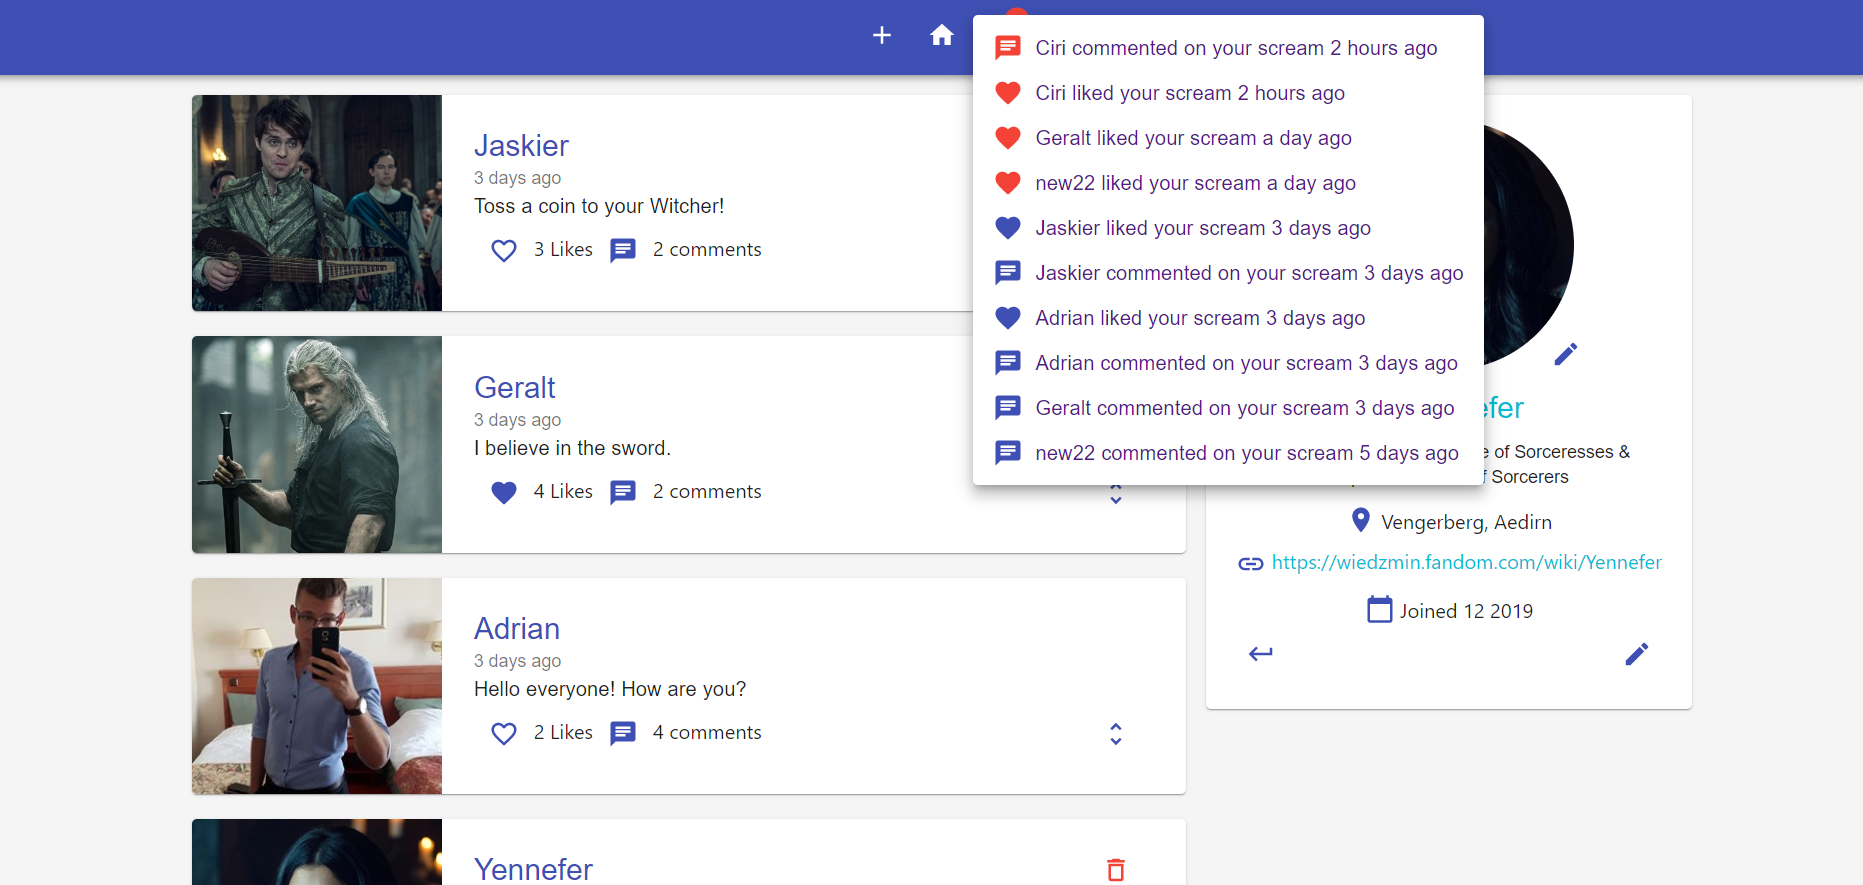 Ciri commented on your scream 2 hours ago
Ciri liked your scream 2 hours ago
Geralt liked your scream a day ago
new22 liked your scream a day ago
Jaskier liked your scream 3 days ago
Jaskier commented on your scream 3 days ago
Adrian liked your scream 3 days ago
Adrian commented on your scream 3 days ago
Geralt commented on your scream 3 days ago
new22 commented on your scream 5 days ago
Jaskier
3 days ago
Toss a coin to your Witcher!
3 Likes 2 comments
Geralt
3 days ago
I believe in the sword.
4 Likes 2 comments
Adrian
3 days ago
Hello everyone! How are you?
2 Likes 4 comments
Yennefer
of Sorceresses &
Sorcerers
Vengerberg, Aedirn
https://wiedzmin.fandom.com/wiki/Yennefer
Joined 12 2019